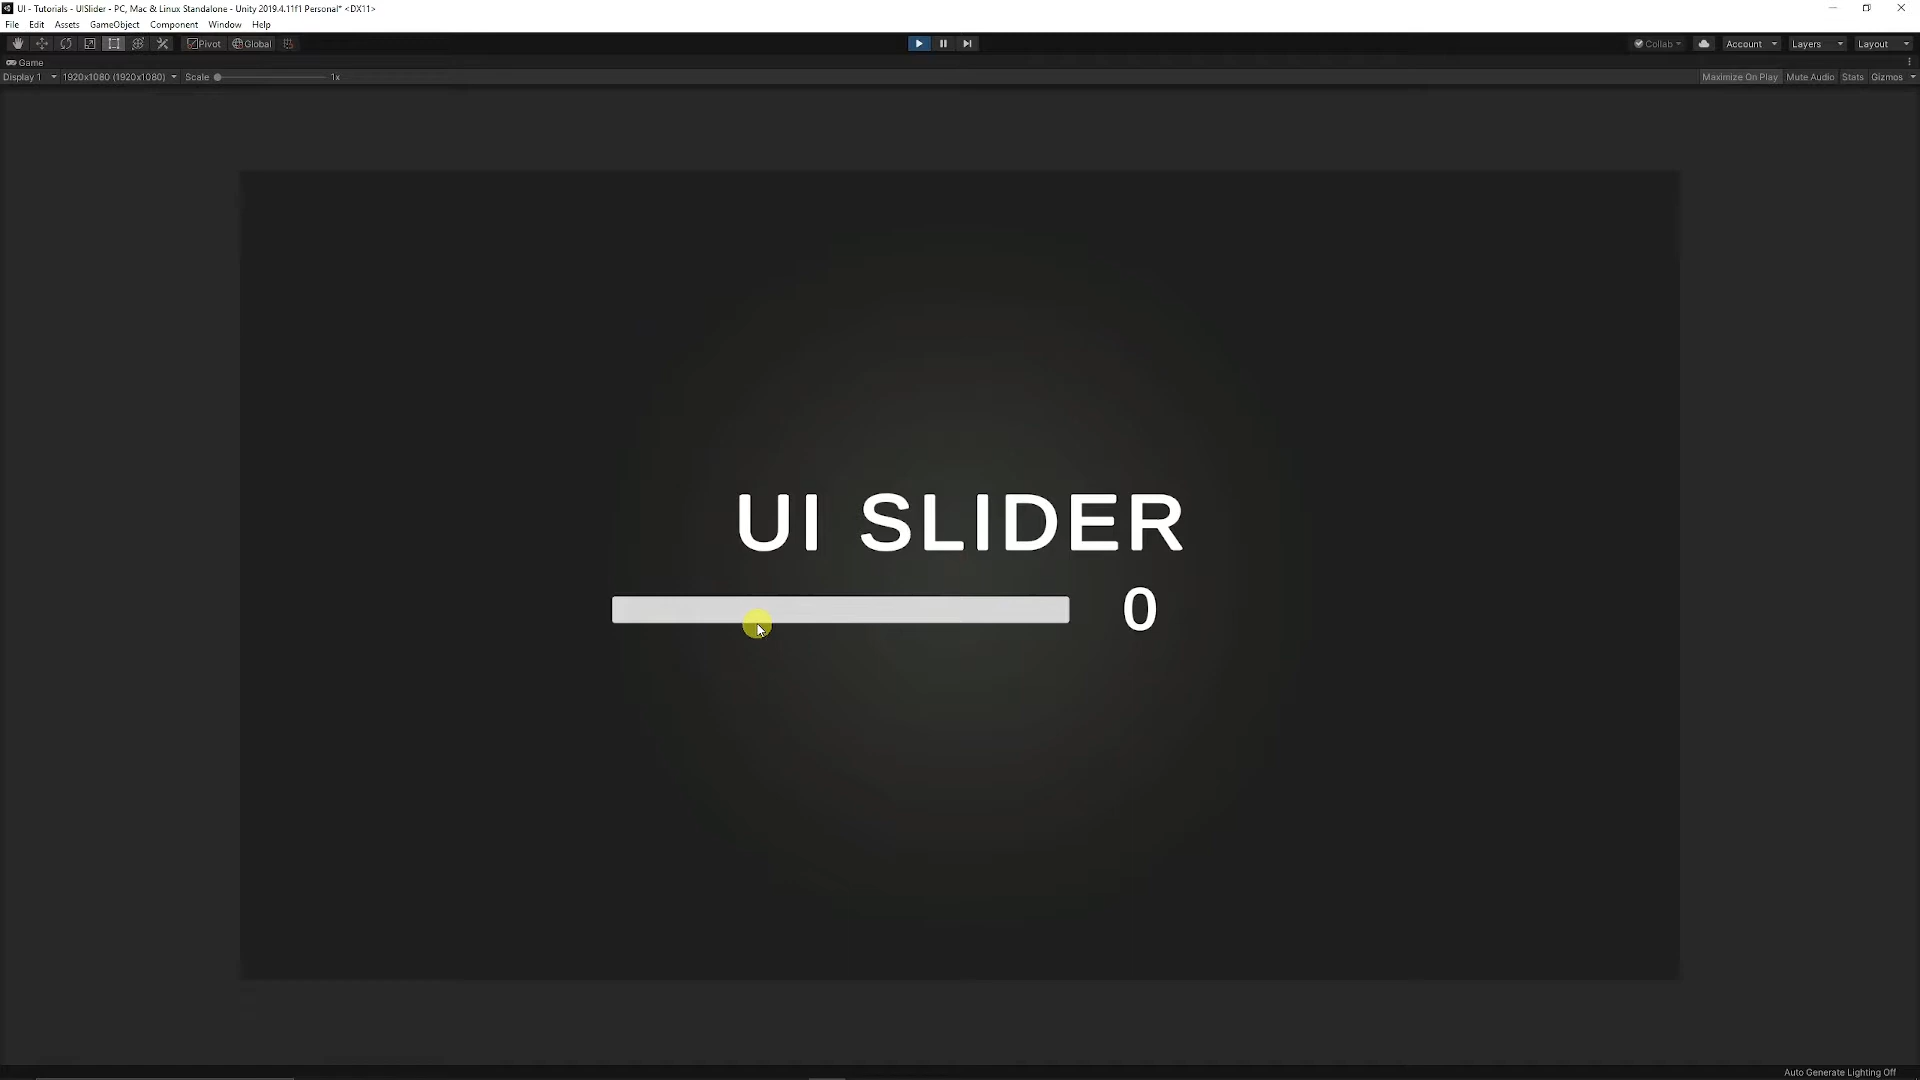 UI - Tutorials - UISlider - PC, Mac & Linux Standalone - Unity 2019.4.11f1 Personal* <DX11>
File Edit Assets GameObject Component Window Help
Pivot Global Collab Account Layers Layout
Game
Display 1 1920x1080 (1920x1080) Scale 1x Maximize On Play Mute Audio Stats Gizmos
UI SLIDER
0
Auto Generate Lighting Off